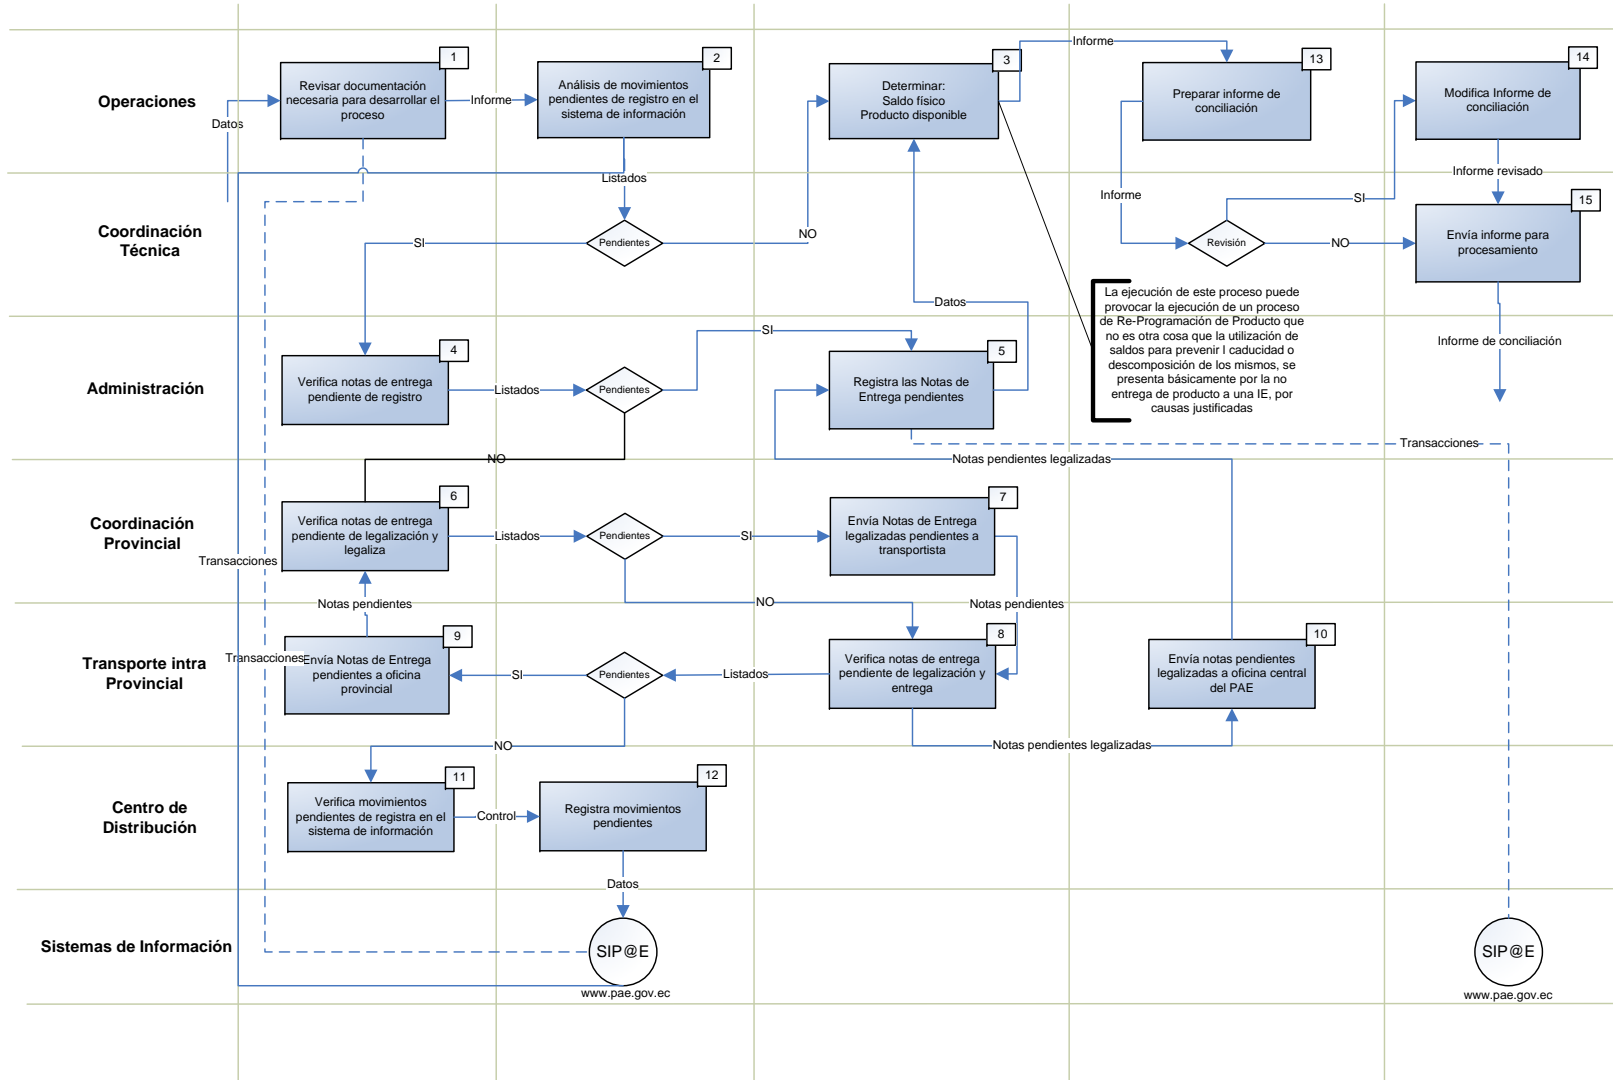 Operaciones
Datos
1
Revisar documentación
necesaria para desarrollar el
proceso
Informe
2
Análisis de movimientos
pendientes de registro en el
sistema de información
Listados
3
Determinar:
Saldo físico
Producto disponible
Informe
13
Preparar informe de
conciliación
14
Modifica Informe de
conciliación
Informe revisado
Coordinación
Técnica
SI
Pendientes
NO
Datos
Informe
Revisión
SI
NO
15
Envía informe para
procesamiento
Informe de conciliación
La ejecución de este proceso puede
provocar la ejecución de un proceso
de Re-Programación de Producto que
no es otra cosa que la utilización de
saldos para prevenir l caducidad o
descomposición de los mismos, se
presenta básicamente por la no
entrega de producto a una IE, por
causas justificadas
Administración
4
Verifica notas de entrega
pendiente de registro
Listados
Pendientes
SI
NO
5
Registra las Notas de
Entrega pendientes
Transacciones
Notas pendientes legalizadas
Coordinación
Provincial
6
Verifica notas de entrega
pendiente de legalización y
legaliza
Listados
Pendientes
SI
NO
7
Envía Notas de Entrega
legalizadas pendientes a
transportista
Transacciones
Notas pendientes
Notas pendientes
Transporte intra
Provincial
Transacciones
9
Envía Notas de Entrega
pendientes a oficina
provincial
SI
Pendientes
Listados
NO
8
Verifica notas de entrega
pendiente de legalización y
entrega
10
Envía notas pendientes
legalizadas a oficina central
del PAE
Notas pendientes legalizadas
Centro de
Distribución
11
Verifica movimientos
pendientes de registra en el
sistema de información
Control
12
Registra movimientos
pendientes
Datos
Sistemas de Información
SIP@E
www.pae.gov.ec
SIP@E
www.pae.gov.ec